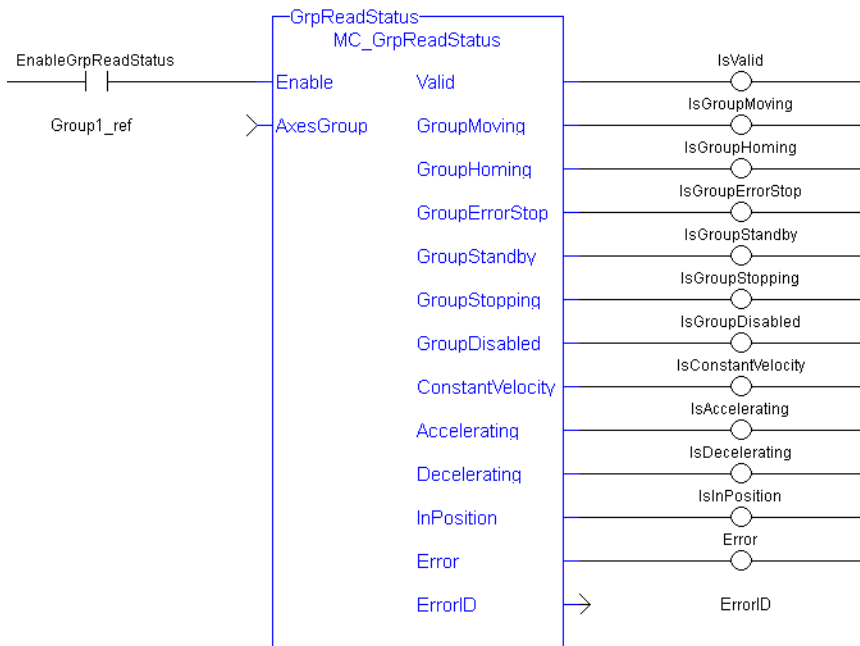 GrpReadStatus
MC_GrpReadStatus
EnableGrpReadStatus
Enable Valid IsValid
Group1_ref AxesGroup GroupMoving IsGroupMoving
GroupHoming IsGroupHoming
GroupErrorStop IsGroupErrorStop
GroupStandby IsGroupStandby
GroupStopping IsGroupStopping
GroupDisabled IsGroupDisabled
ConstantVelocity IsConstantVelocity
Accelerating IsAccelerating
Decelerating IsDecelerating
InPosition IsInPosition
Error Error
ErrorID ErrorID